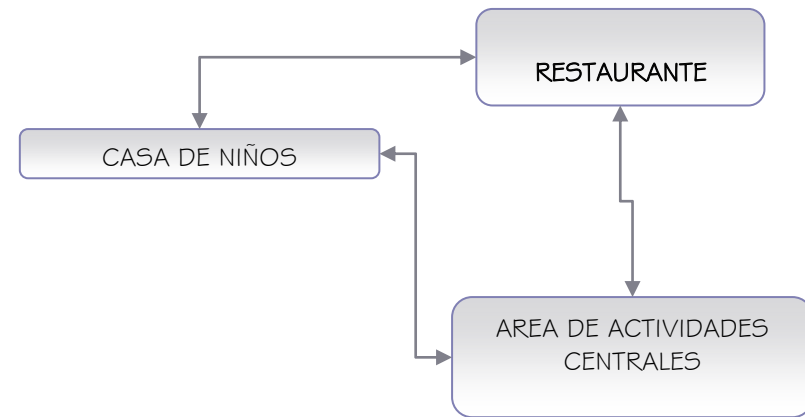 RESTAURANTE
CASA DE NIÑOS
AREA DE ACTIVIDADES
CENTRALES